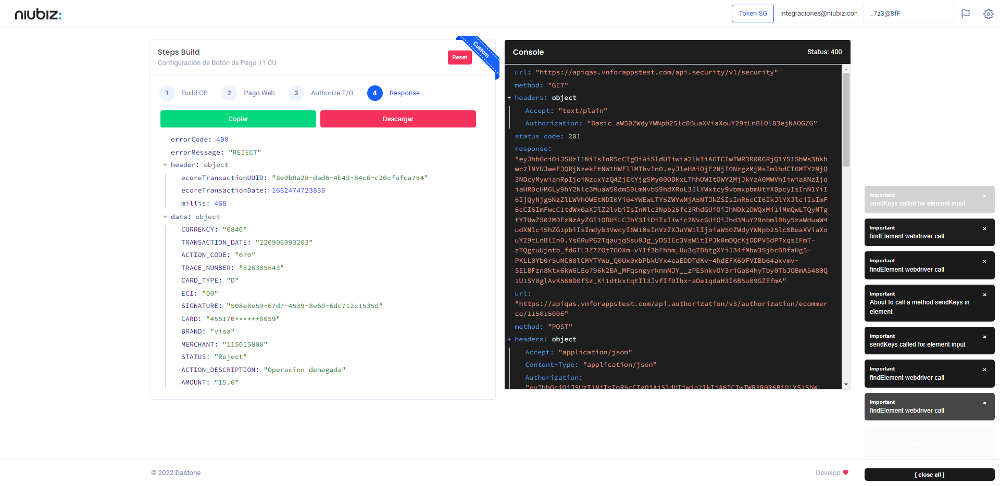 niubiz:
Token SG
integraciones@niubiz.con
_7z3@8fF
Steps Build
Configuración de Botón de Pago 11 CU
Reset
Custom
1 Build CP
2 Pago Web
3 Authorize T/O
4 Response
Copiar
Descargar
errorCode: 400
errorMessage: "REJECT"
+ header: object
ecoreTransactionUUID: "8e0b8a28-dad6-4b43-84c6-c20cfafca754"
ecoreTransactionDate: 1662474723836
millis: 468
+ data: object
CURRENCY: "0840"
TRANSACTION_DATE: "220906093203"
ACTION_CODE: "670"
TRACE_NUMBER: "826305643"
CARD_TYPE: "D"
ECI: "00"
SIGNATURE: "508e8e59-67d7-4539-8e60-6dc712c1535d"
CARD: "455170******8059"
BRAND: "visa"
MERCHANT: "115015006"
STATUS: "Reject"
ACTION_DESCRIPTION: "Operacion denegada"
AMOUNT: "15.0"
Console
Status: 400
url: "https://apiqas.vnforappstest.com/api.security/v1/security"
method: "GET"
+ headers: object
Accept: "text/plain"
Authorization: "Basic aW50ZWdyYWNpb25lc0BuaXViaXouY29tLnBlOl83ejNAOGZG"
status code: 201
response:
"eyJhbGciOiJSUzI1NiIsInR5cCIgOiAiSldUIiwia2lkIiA6ICIwTWR3R0R6RjQ1YS1SbWs3bkh
wc2lNYUJweFJQRjNzekEtNW1HWFllMThvIn0.eyJleHAiOjE2NjI0NzgzMjMsImlhdCI6MTY2MjQ
3NDcyMywianRpIjoiNzcxYzQ4ZjEtYjg5My00ODkxLThhOWItOWY2MjJkYzA0MWVhIiwiaXNzIjo
iaHR0cHM6Ly9hY2Nlc3MuaW50dm50LmNvbS9hdXRoL3JlYWxtcy9vbmxpbmUtYXBpcyIsInN1YiI
6IjQyNjg5NzZlLWVhOWEtNDI0Yi04YWEwLTY5ZWYwMjA5NTJkZSIsInR5cCI6IkJlYXJlciIsImF
6cCI6ImFwcC1tdWx0aXJlZ2lvbiIsInNlc3Npb25fc3RhdGUiOiJhNDk2OWQxMi1iMmQwLTQyMTg
tYTUwZS02MDEzNzAyZGI1ODUiLCJhY3IiOiIxIiwic2NvcGUiOiJhd3MuY29nbml0by5zaWduaW4
udXNlci5hZG1pbiIsImdyb3VwcyI6W10sInVzZXJuYW1lIjoiaW50ZWdyYWNpb25lc0BuaXViaXo
uY29tLnBlIn0.Ys6RuP62TqaujqSsu0Jg_yDSIEc3VsW1t1PJk0mDQcKjDDPV5dP7xqs1FmT-
zTQgtuUjntb_fd6TL3Z7ZOt7GOXm-vYIf3bFhhm_Uu3q7BbtgXYiJ34fMhw3SjbcBDfaHg5-
PKLL0Yb0r5uNC08lCMYTYWu_Q0Ux0xbPbkUYx4eaEDDTdKv-4hdEFK69FVIBb64axvmv-
SELBFzn8ktx6kW6LEo796k2BA_MFqsngyrknnNJY__zPE5nkvOY3riGa84hyTby0TbJOBmA5480Q
1U1SY8glAvK560D0fSz_Ki1dtkxtqtIl3JvfIf0Ihx-aOe1qdaH3I6B5u09GZEfmA"
url:
"https://apiqas.vnforappstest.com/api.authorization/v3/authorization/ecommer
ce/115015006"
method: "POST"
+ headers: object
Accept: "application/json"
Content-Type: "application/json"
Authorization:
"eyJhbGciOiJSUzI1NiIsInR5cCIgOiAiSldUIiwia2lkIiA6ICIwTWR3R0R6RjQ1YS1SbW
Important
sendKeys called for element input
Important
findElement webdriver call
Important
findElement webdriver call
Important
About to call a method sendKeys in
element
Important
sendKeys called for element input
Important
findElement webdriver call
Important
findElement webdriver call
[ close all ]
© 2022 Dastone
Develop